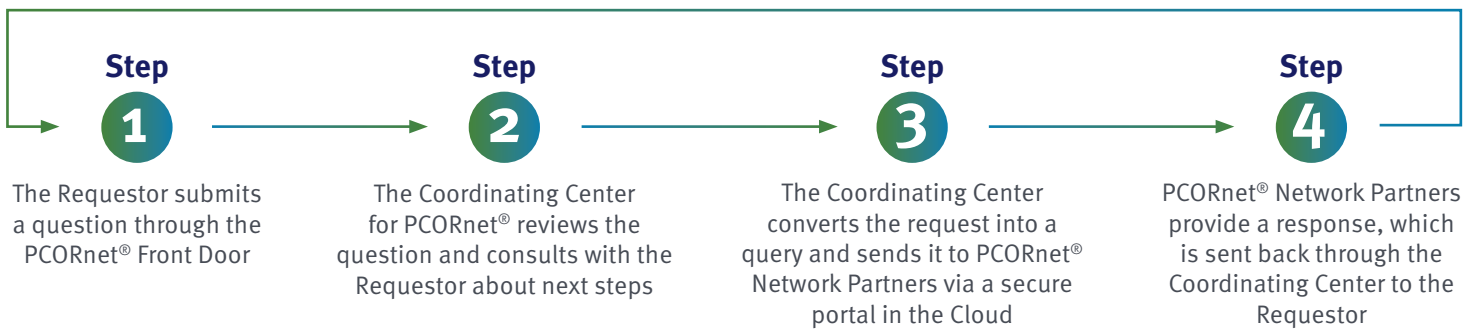 Step
1
The Requestor submits
a question through the
PCORnet® Front Door
Step
2
The Coordinating Center
for PCORnet® reviews the
question and consults with the
Requestor about next steps
Step
3
The Coordinating Center
converts the request into a
query and sends it to PCORnet®
Network Partners via a secure
portal in the Cloud
Step
4
PCORnet® Network Partners
provide a response, which
is sent back through the
Coordinating Center to the
Requestor